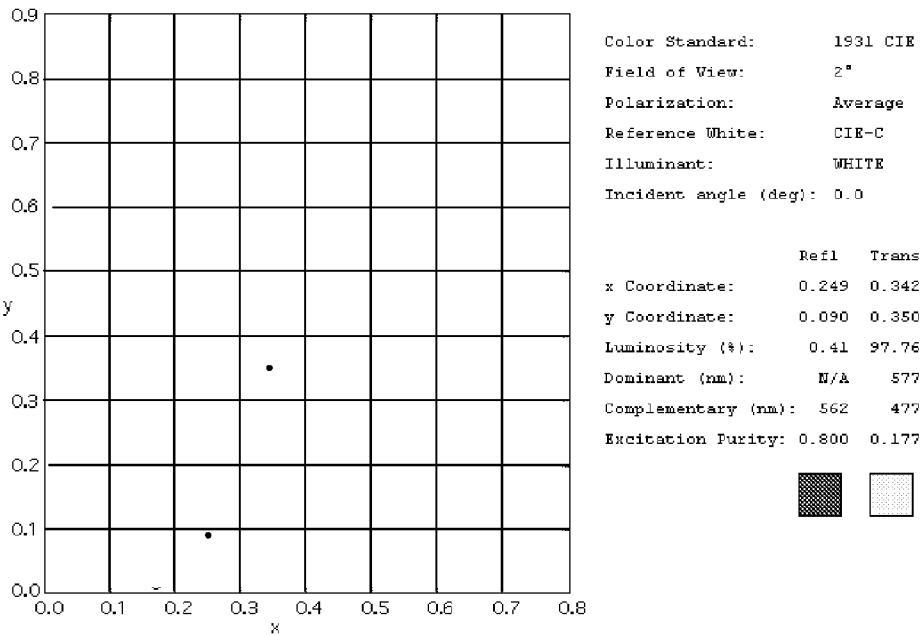 0.9
0.8
0.7
0.6
0.5
y
0.4
0.3
0.2
0.1
0.0
0.0 0.1 0.2 0.3 0.4 0.5 0.6 0.7 0.8
x
Color Standard: 1931 CIE
Field of View: 2°
Polarization: Average
Reference White: CIE-C
Illuminant: WHITE
Incident angle (deg): 0.0
Refl Trans
x Coordinate: 0.249 0.342
y Coordinate: 0.090 0.350
Luminosity (%): 0.41 97.76
Dominant (nm): N/A 577
Complementary (nm): 562 477
Excitation Purity: 0.800 0.177